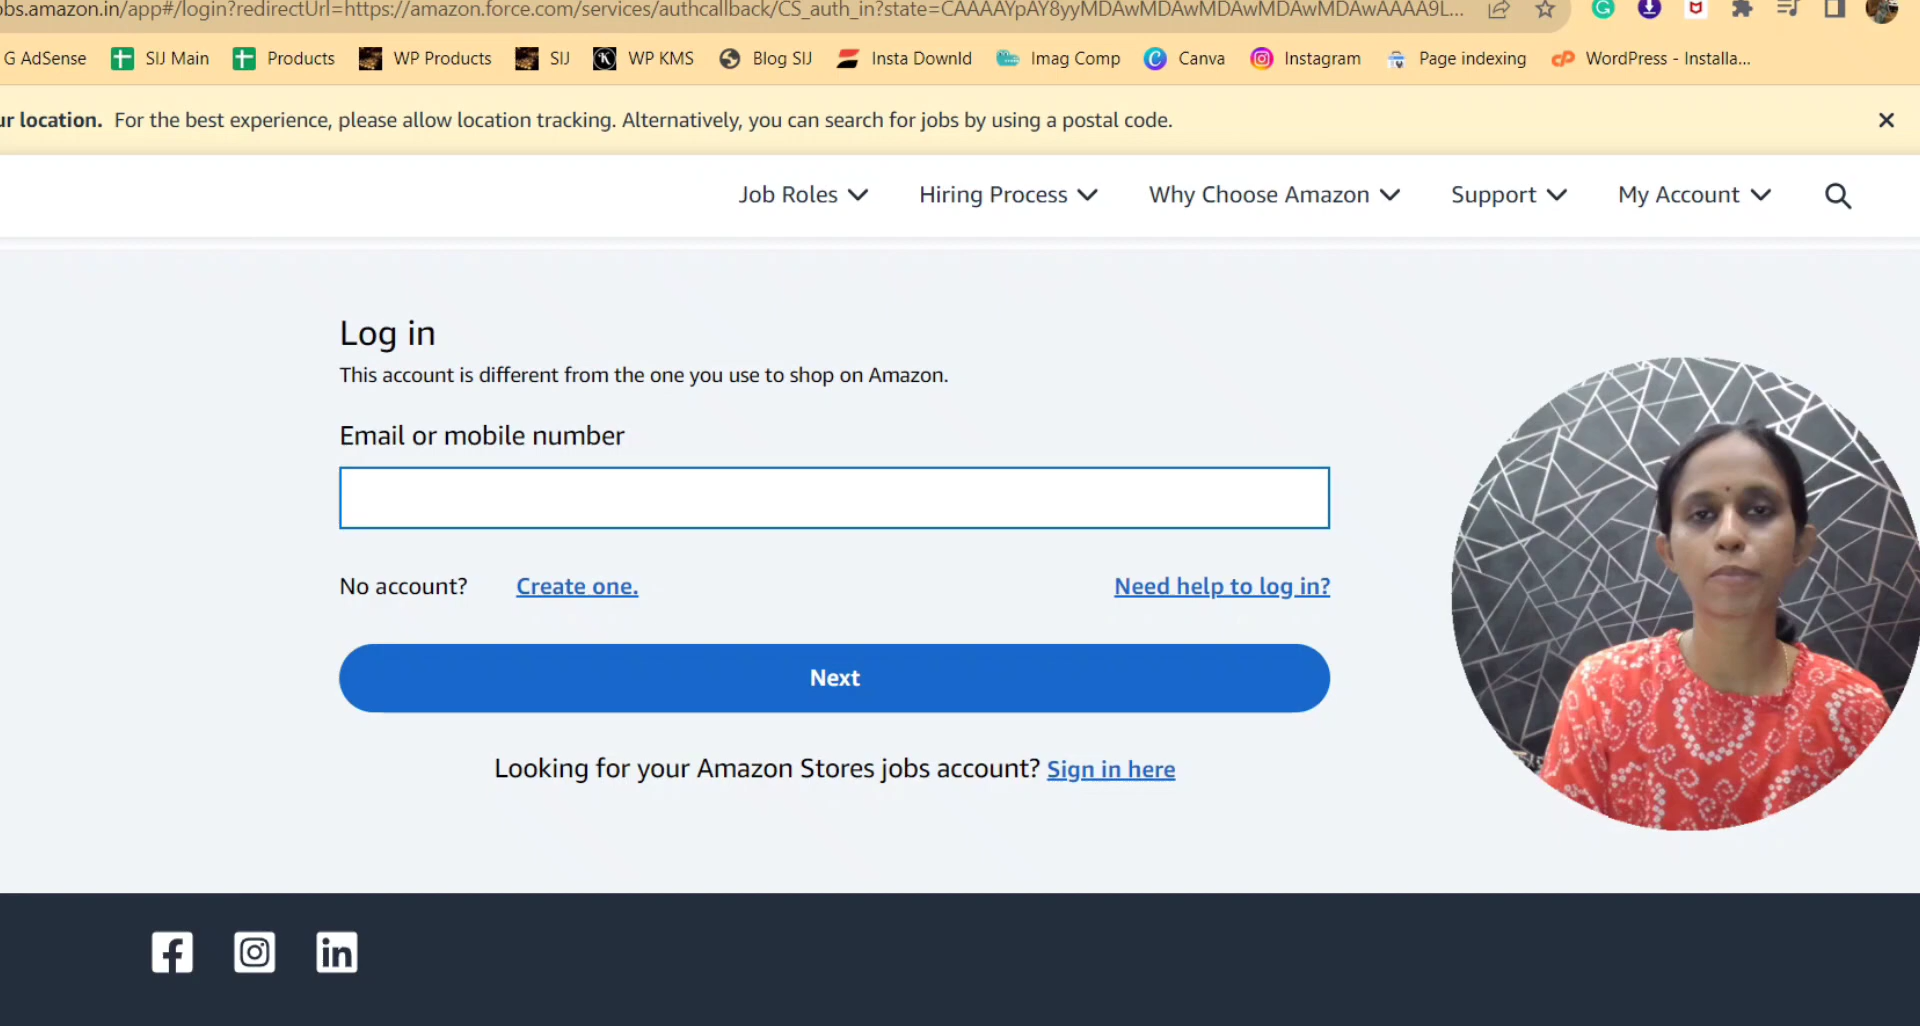 obs.amazon.in/app#/login?redirectUrl=https://amazon.force.com/services/authcallback/CS_auth_in?state=CAAAAYpAY8yyMDAwMDAwMDAwMDAwMDAwAAAA9L...
G AdSense SIJ Main Products WP Products SIJ WP KMS Blog SIJ Insta Downld Imag Comp Canva Instagram Page indexing WordPress - Installa...
ur location. For the best experience, please allow location tracking. Alternatively, you can search for jobs by using a postal code.
Job Roles Hiring Process Why Choose Amazon Support My Account
Log in
This account is different from the one you use to shop on Amazon.
Email or mobile number
No account? Create one. Need help to log in?
Next
Looking for your Amazon Stores jobs account? Sign in here